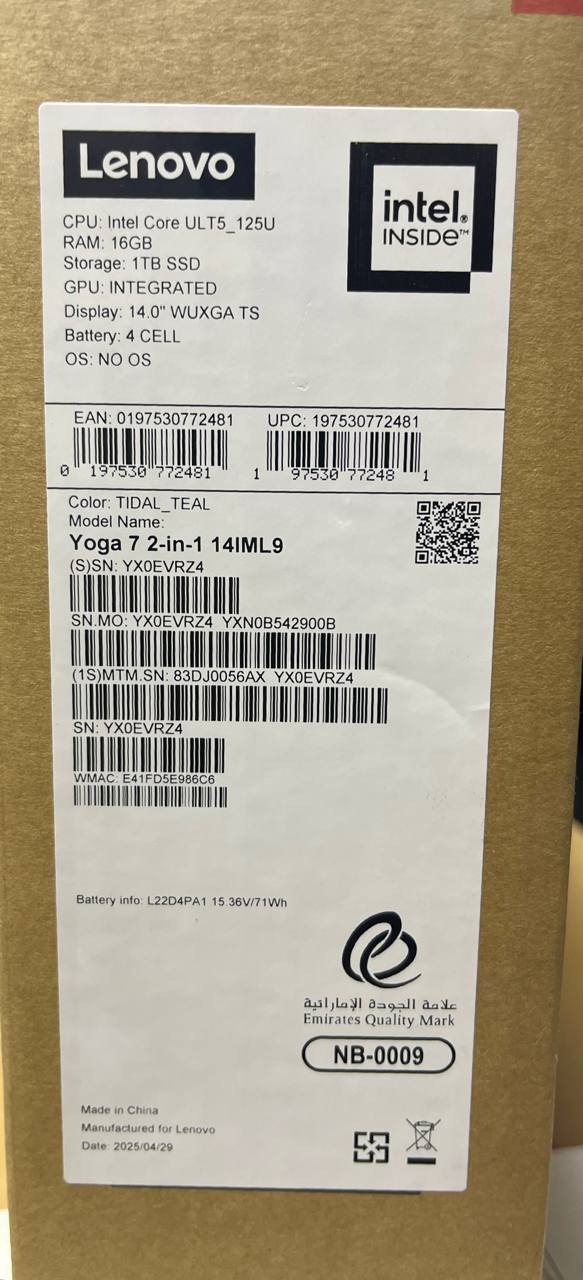 Lenovo
intel.
INSIDE™
CPU: Intel Core ULT5_125U
RAM: 16GB
Storage: 1TB SSD
GPU: INTEGRATED
Display: 14.0" WUXGA TS
Battery: 4 CELL
OS: NO OS
EAN: 0197530772481 UPC: 197530772481
0 197530 772481 1 97530 77248 1
Color: TIDAL_TEAL
Model Name:
Yoga 7 2-in-1 14IML9
(S)SN: YX0EVRZ4
SN.MO: YX0EVRZ4 YXN0B542900B
(1S)MTM.SN: 83DJ0056AX YX0EVRZ4
SN: YX0EVRZ4
WMAC: E41FD5E986C6
Battery info: L22D4PA1 15.36V/71Wh
علامة الجودة الإماراتية
Emirates Quality Mark
NB-0009
Made in China
Manufactured for Lenovo
Date: 2025/04/29